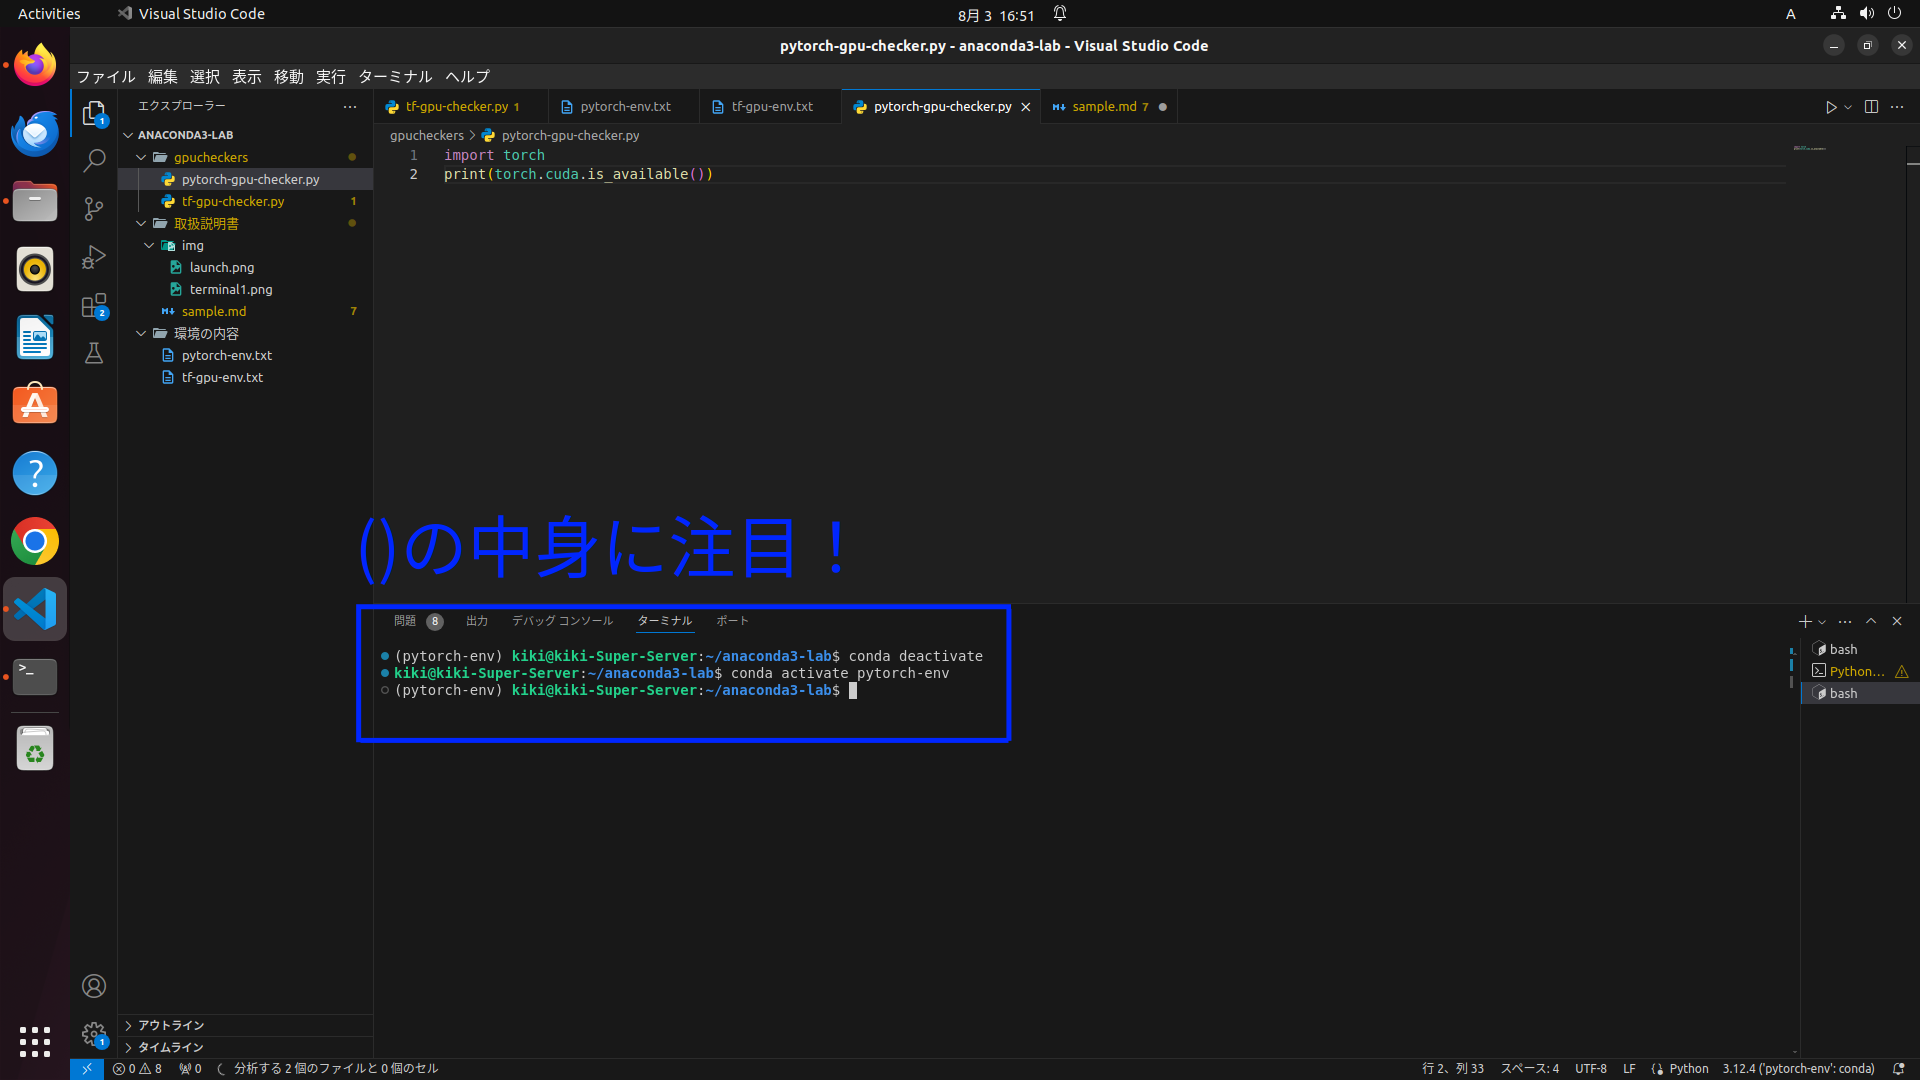 Activities
Visual Studio Code
8月 3 16:51
A
pytorch-gpu-checker.py - anaconda3-lab - Visual Studio Code
ファイル 編集 選択 表示 移動 実行 ターミナル ヘルプ
エクスプローラー
tf-gpu-checker.py 1
pytorch-env.txt
tf-gpu-env.txt
pytorch-gpu-checker.py
sample.md 7
gpucheckers > pytorch-gpu-checker.py
ANACONDA3-LAB
gpucheckers
pytorch-gpu-checker.py
tf-gpu-checker.py 1
取扱説明書
img
launch.png
terminal1.png
sample.md 7
環境の内容
pytorch-env.txt
tf-gpu-env.txt
1 import torch
2 print(torch.cuda.is_available())
()の中身に注目！
問題 8 出力 デバッグ コンソール ターミナル ポート
(pytorch-env) kiki@kiki-Super-Server:~/anaconda3-lab$ conda deactivate
kiki@kiki-Super-Server:~/anaconda3-lab$ conda activate pytorch-env
(pytorch-env) kiki@kiki-Super-Server:~/anaconda3-lab$
bash
Python...
bash
1
2
1
アウトライン
タイムライン
0 8 0 分析する 2 個のファイルと 0 個のセル
行 2、列 33 スペース: 4 UTF-8 LF Python 3.12.4 ('pytorch-env': conda)